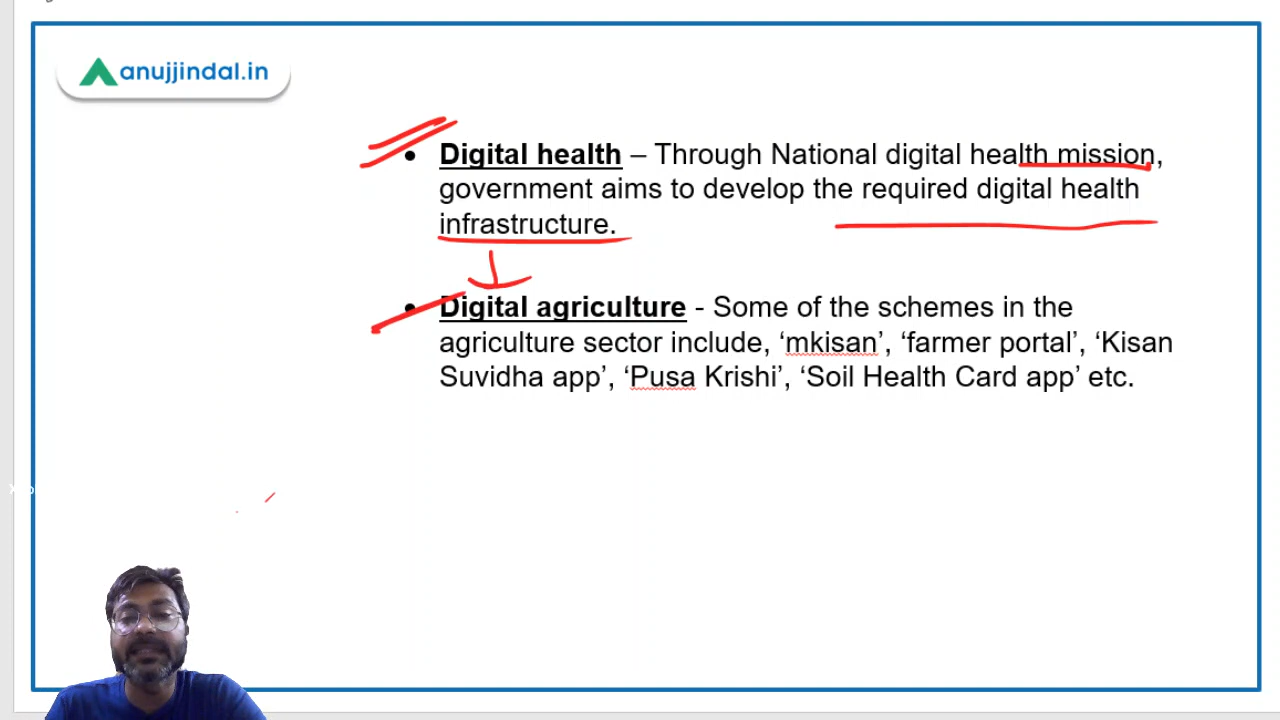 anujjindal.in
• Digital health – Through National digital health mission,
government aims to develop the required digital health
infrastructure.
• Digital agriculture - Some of the schemes in the
agriculture sector include, ‘mkisan’, ‘farmer portal’, ‘Kisan
Suvidha app’, ‘Pusa Krishi’, ‘Soil Health Card app’ etc.